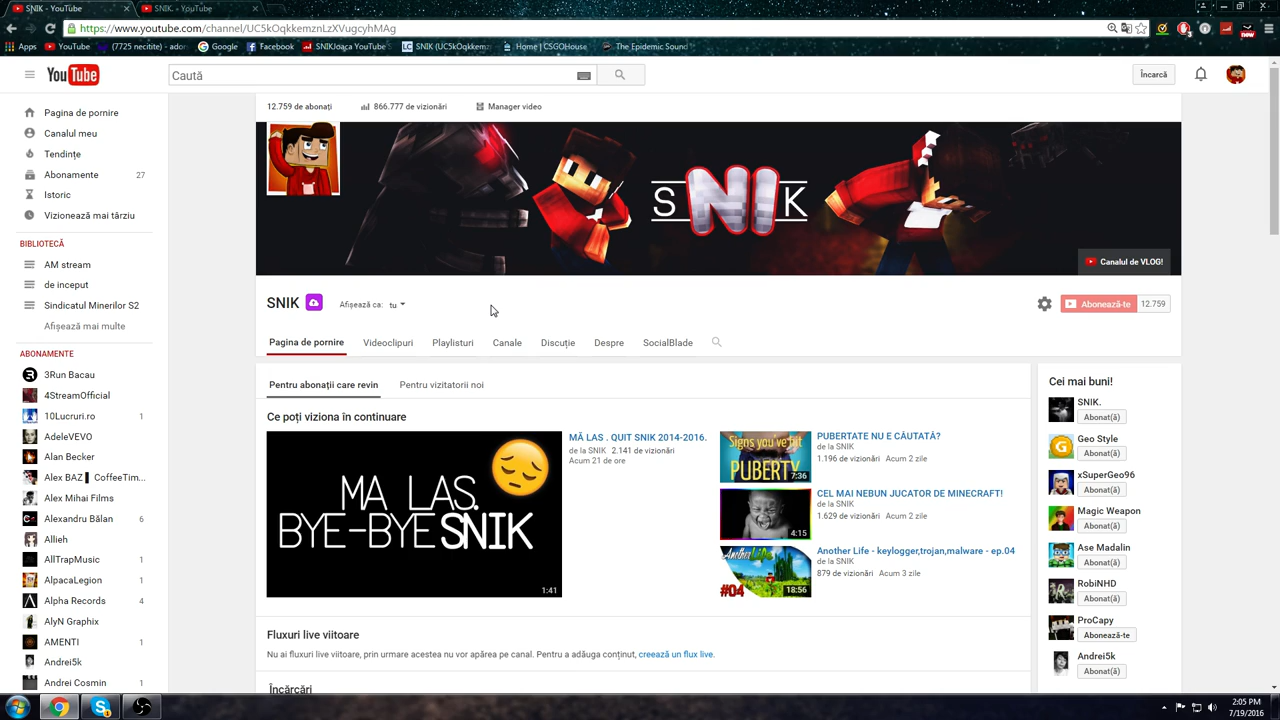 SNIK - YouTube
SNIK. - YouTube
https://www.youtube.com/channel/UC5kOqkkemznLzXVugcyhMAg
Apps YouTube (7725 necitite) - ador Google Facebook SNIKJoaca YouTube S LC SNIK (UC5kOqkkemz Home | CSGOHouse The Epidemic Sound
YouTube
Caută
Încarcă
Pagina de pornire
Canalul meu
Tendințe
Abonamente 27
Istoric
Vizionează mai târziu
BIBLIOTECĂ
AM stream
de inceput
Sindicatul Minerilor S2
Afișează mai multe
ABONAMENTE
3Run Bacau
4StreamOfficial
10Lucruri.ro 1
AdeleVEVO
Alan Becker
Alex BAZ ▌ CoffeeTim...
Alex Mihai Films
Alexandru Bălan 6
Allieh
AllTrapMusic 1
AlpacaLegion 1
Alpha Records 4
AlyN Graphix
AMENTI 1
Andrei5k
Andrei Cosmin 1
12.759 de abonați 866.777 de vizionări Manager video
SNIK
Canalul de VLOG!
SNIK Afișează ca: tu
Abonează-te 12.759
Pagina de pornire Videoclipuri Playlisturi Canale Discuție Despre SocialBlade
Pentru abonații care revin Pentru vizitatorii noi
Ce poți viziona în continuare
MA LAS.
BYE-BYE SNIK
1:41
MĂ LAS . QUIT SNIK 2014-2016.
de la SNIK 2.141 de vizionări
Acum 21 de ore
Signs you've hit
PUBERTY
7:36
PUBERTATE NU E CĂUTATĂ?
de la SNIK
1.196 de vizionări Acum 2 zile
4:15
CEL MAI NEBUN JUCATOR DE MINECRAFT!
de la SNIK
1.629 de vizionări Acum 2 zile
Another Life
#04
18:56
Another Life - keylogger,trojan,malware - ep.04
de la SNIK
879 de vizionări Acum 3 zile
Fluxuri live viitoare
Nu ai fluxuri live viitoare, prin urmare acestea nu vor apărea pe canal. Pentru a adăuga conținut, creează un flux live.
Încărcări
Cei mai buni!
SNIK.
Abonat(ă)
Geo Style
Abonat(ă)
xSuperGeo96
Abonat(ă)
Magic Weapon
Abonat(ă)
Ase Madalin
Abonat(ă)
RobiNHD
Abonat(ă)
ProCapy
Abonează-te
Andrei5k
Abonat(ă)
2:05 PM
7/19/2016